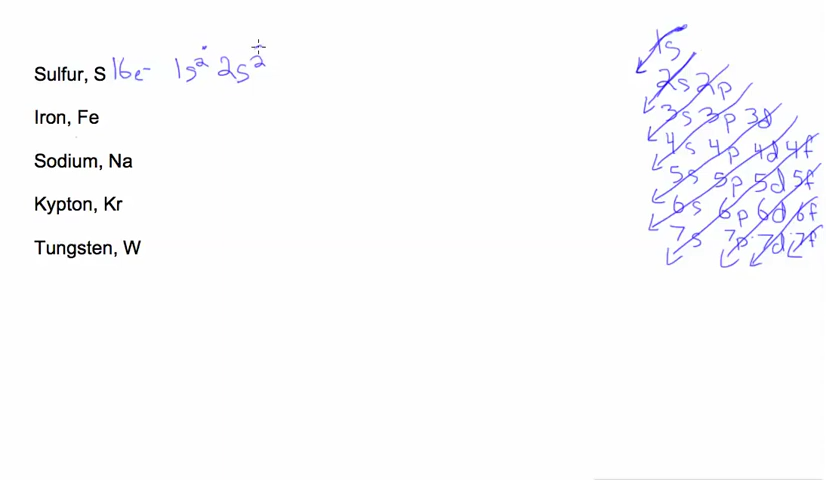 Sulfur, S 16e⁻ 1s² 2s²
Iron, Fe
Sodium, Na
Kypton, Kr
Tungsten, W
1s
2s 2p
3s 3p 3d
4s 4p 4d 4f
5s 5p 5d 5f
6s 6p 6d 6f
7s 7p 7d 7f